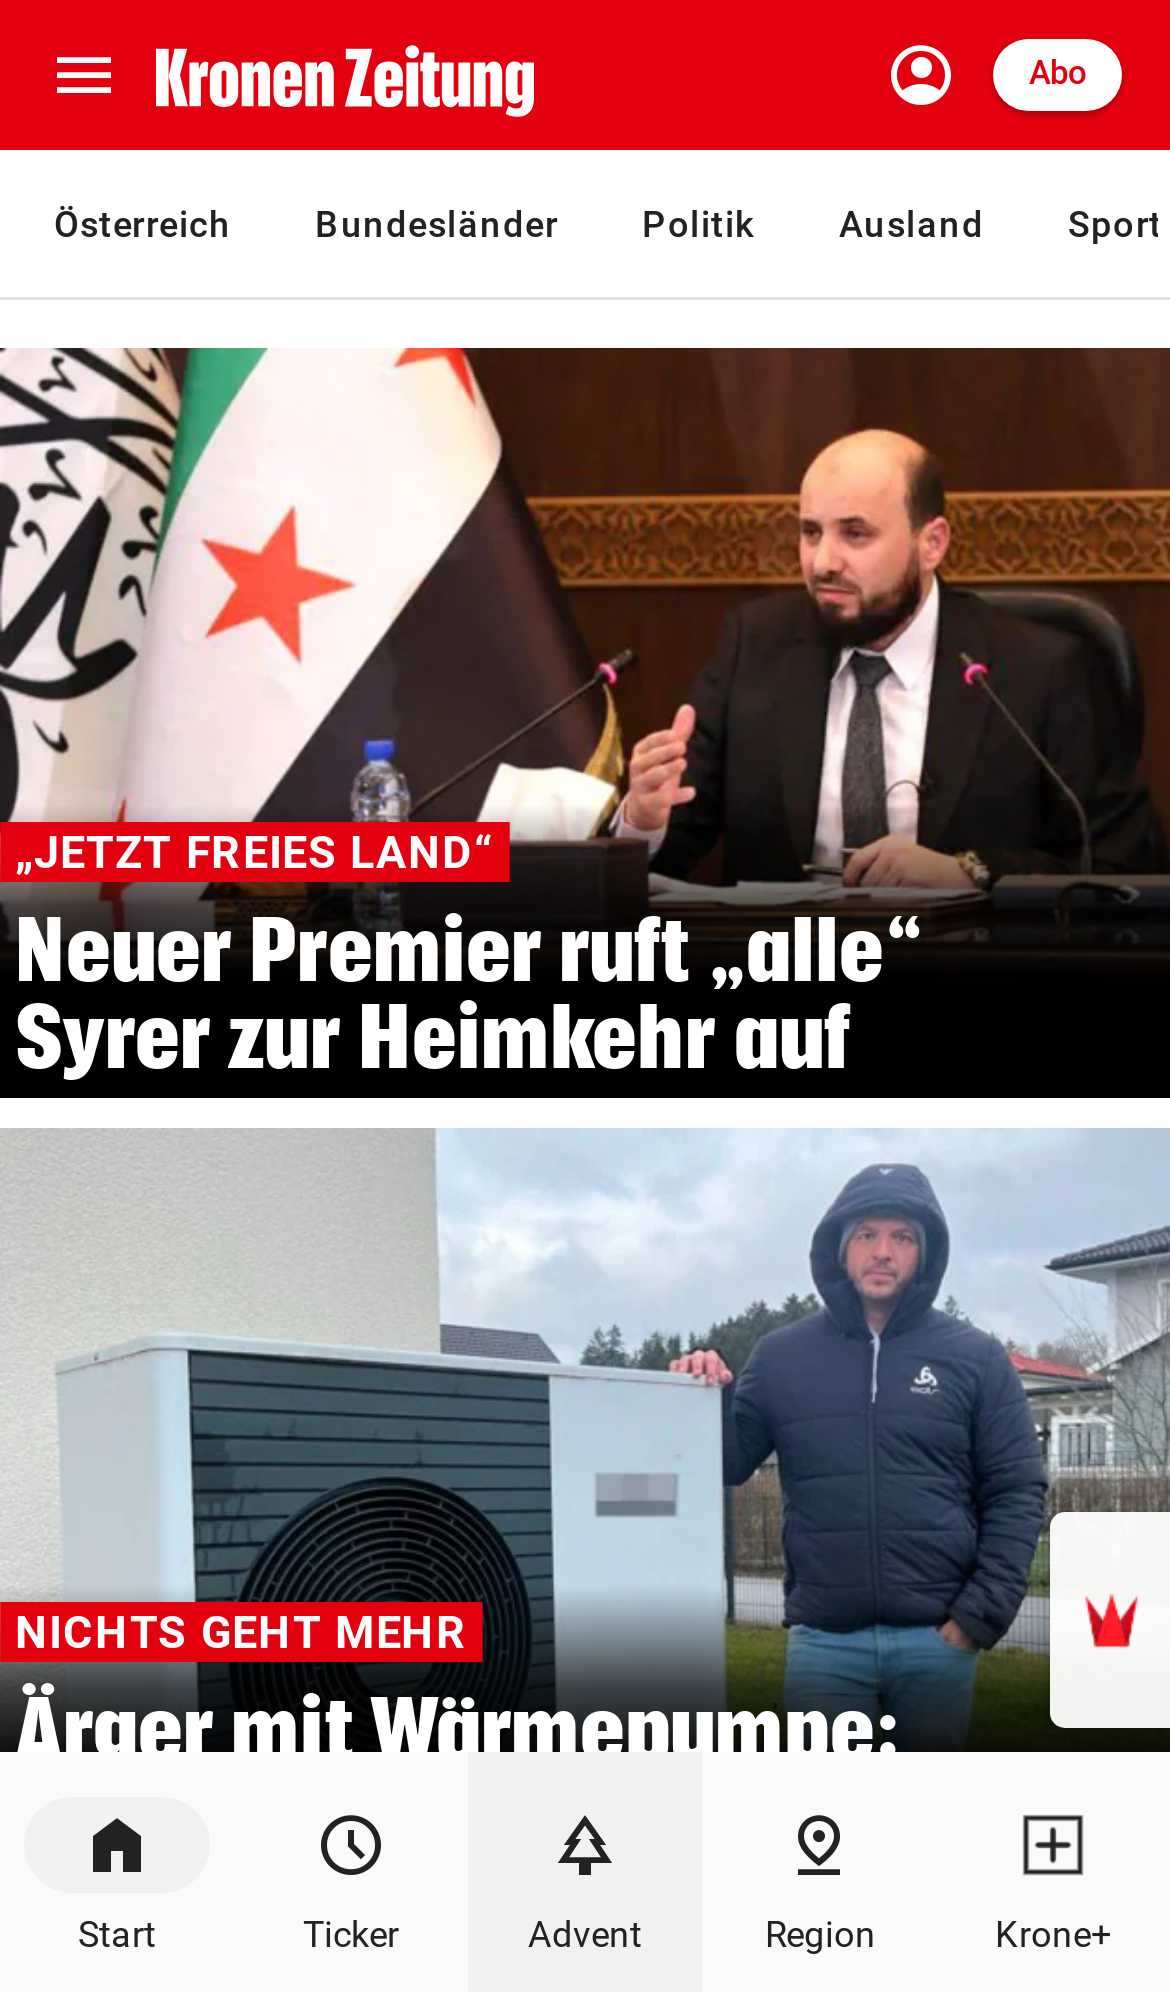 Kronen Zeitung
Abo
Österreich Bundesländer Politik Ausland Sport
„JETZT FREIES LAND“
Neuer Premier ruft „alle“
Syrer zur Heimkehr auf
NICHTS GEHT MEHR
Ärger mit Wärmepumpe:
Start Ticker Advent Region Krone+